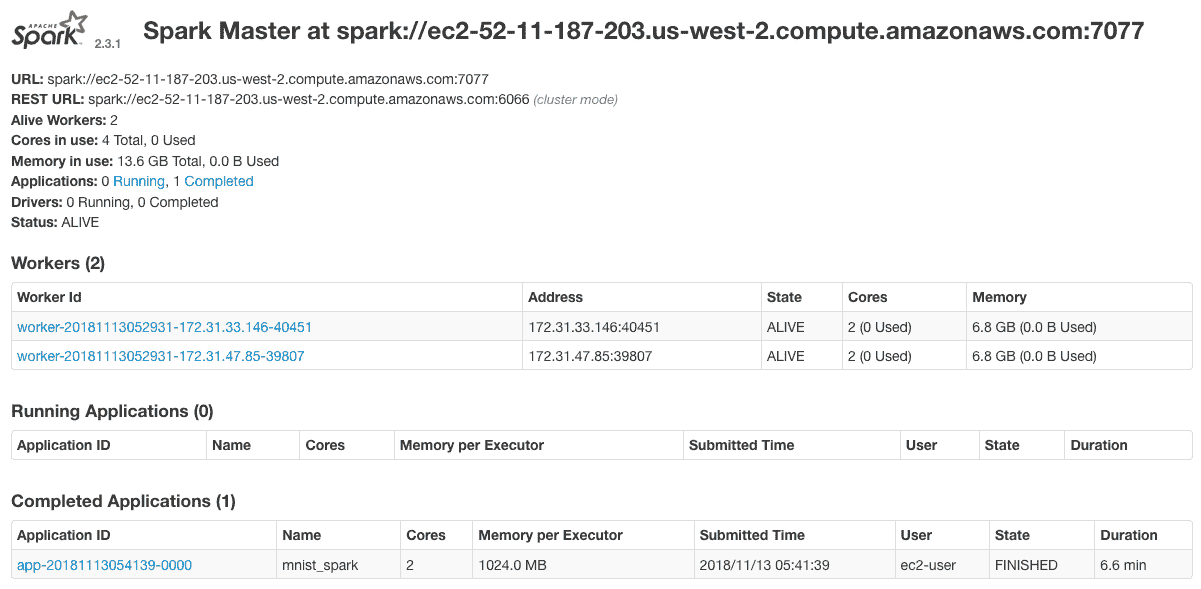 APACHE Spark 2.3.1 Spark Master at spark://ec2-52-11-187-203.us-west-2.compute.amazonaws.com:7077
URL: spark://ec2-52-11-187-203.us-west-2.compute.amazonaws.com:7077
REST URL: spark://ec2-52-11-187-203.us-west-2.compute.amazonaws.com:6066 (cluster mode)
Alive Workers: 2
Cores in use: 4 Total, 0 Used
Memory in use: 13.6 GB Total, 0.0 B Used
Applications: 0 Running, 1 Completed
Drivers: 0 Running, 0 Completed
Status: ALIVE
Workers (2)
Worker Id Address State Cores Memory
worker-20181113052931-172.31.33.146-40451 172.31.33.146:40451 ALIVE 2 (0 Used) 6.8 GB (0.0 B Used)
worker-20181113052931-172.31.47.85-39807 172.31.47.85:39807 ALIVE 2 (0 Used) 6.8 GB (0.0 B Used)
Running Applications (0)
Application ID Name Cores Memory per Executor Submitted Time User State Duration
Completed Applications (1)
Application ID Name Cores Memory per Executor Submitted Time User State Duration
app-20181113054139-0000 mnist_spark 2 1024.0 MB 2018/11/13 05:41:39 ec2-user FINISHED 6.6 min